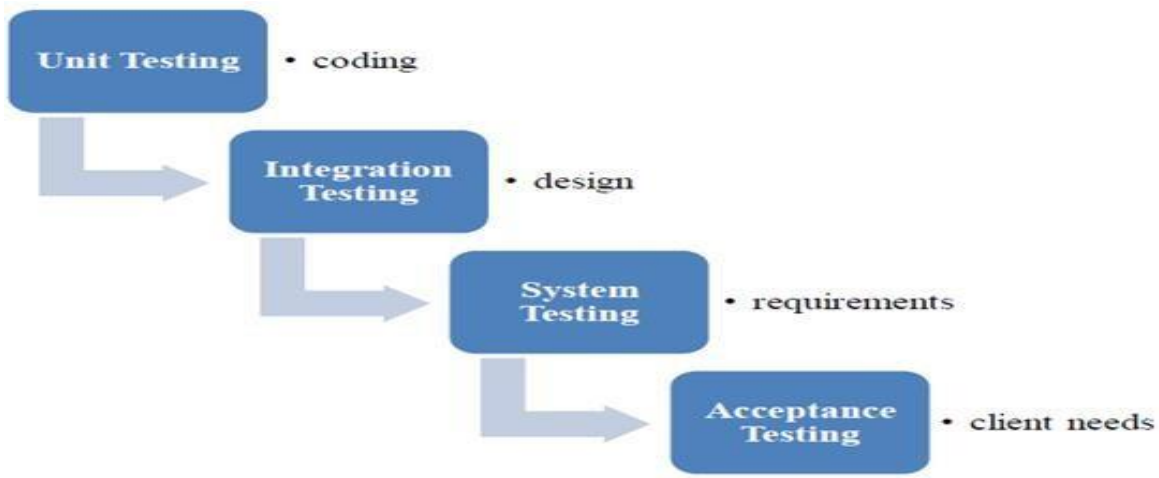 Unit Testing
• coding
Integration
Testing
• design
System
Testing
• requirements
Acceptance
Testing
• client needs